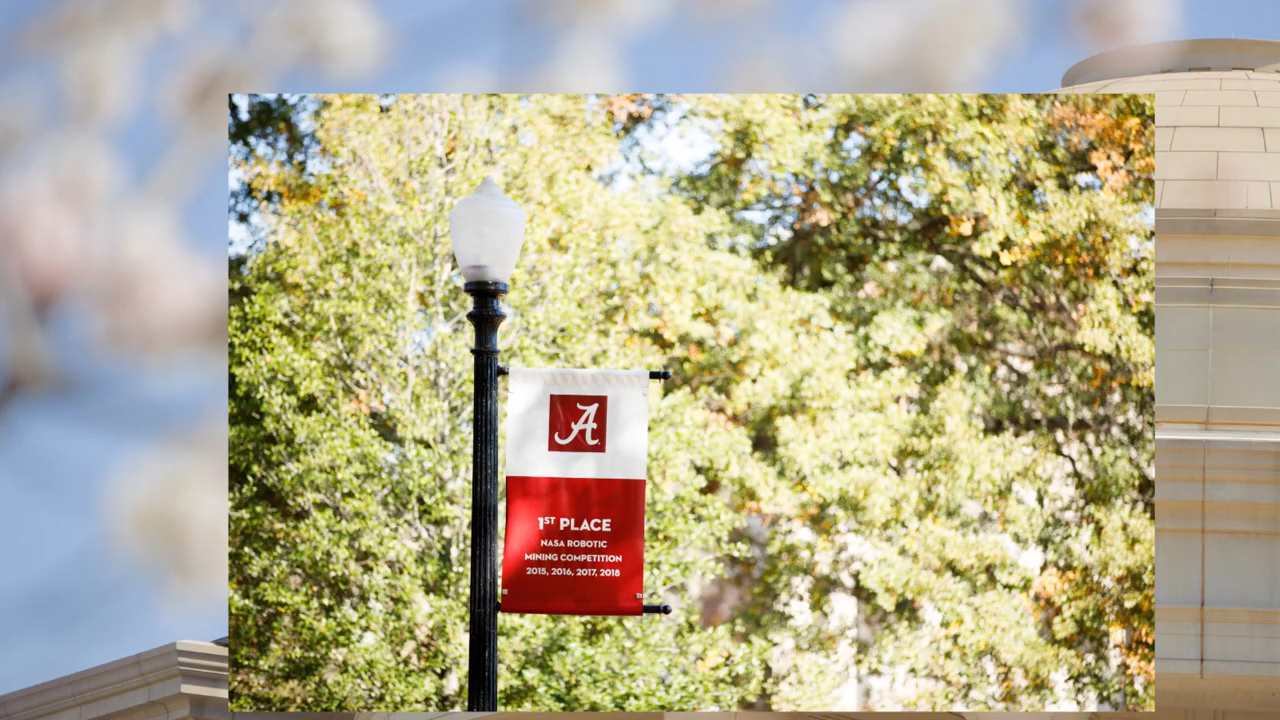 A
1ST PLACE
NASA ROBOTIC
MINING COMPETITION
2015, 2016, 2017, 2018